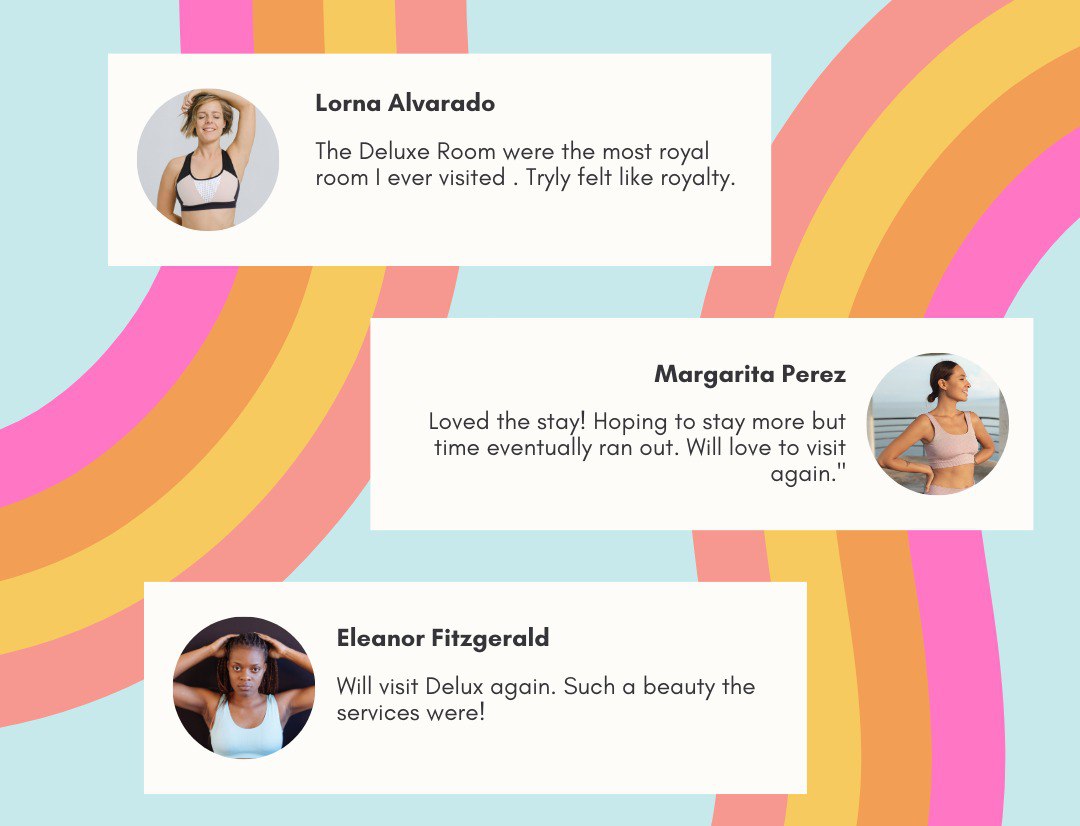 Lorna Alvarado
The Deluxe Room were the most royal
room I ever visited . Tryly felt like royalty.
Margarita Perez
Loved the stay! Hoping to stay more but
time eventually ran out. Will love to visit
again."
Eleanor Fitzgerald
Will visit Delux again. Such a beauty the
services were!